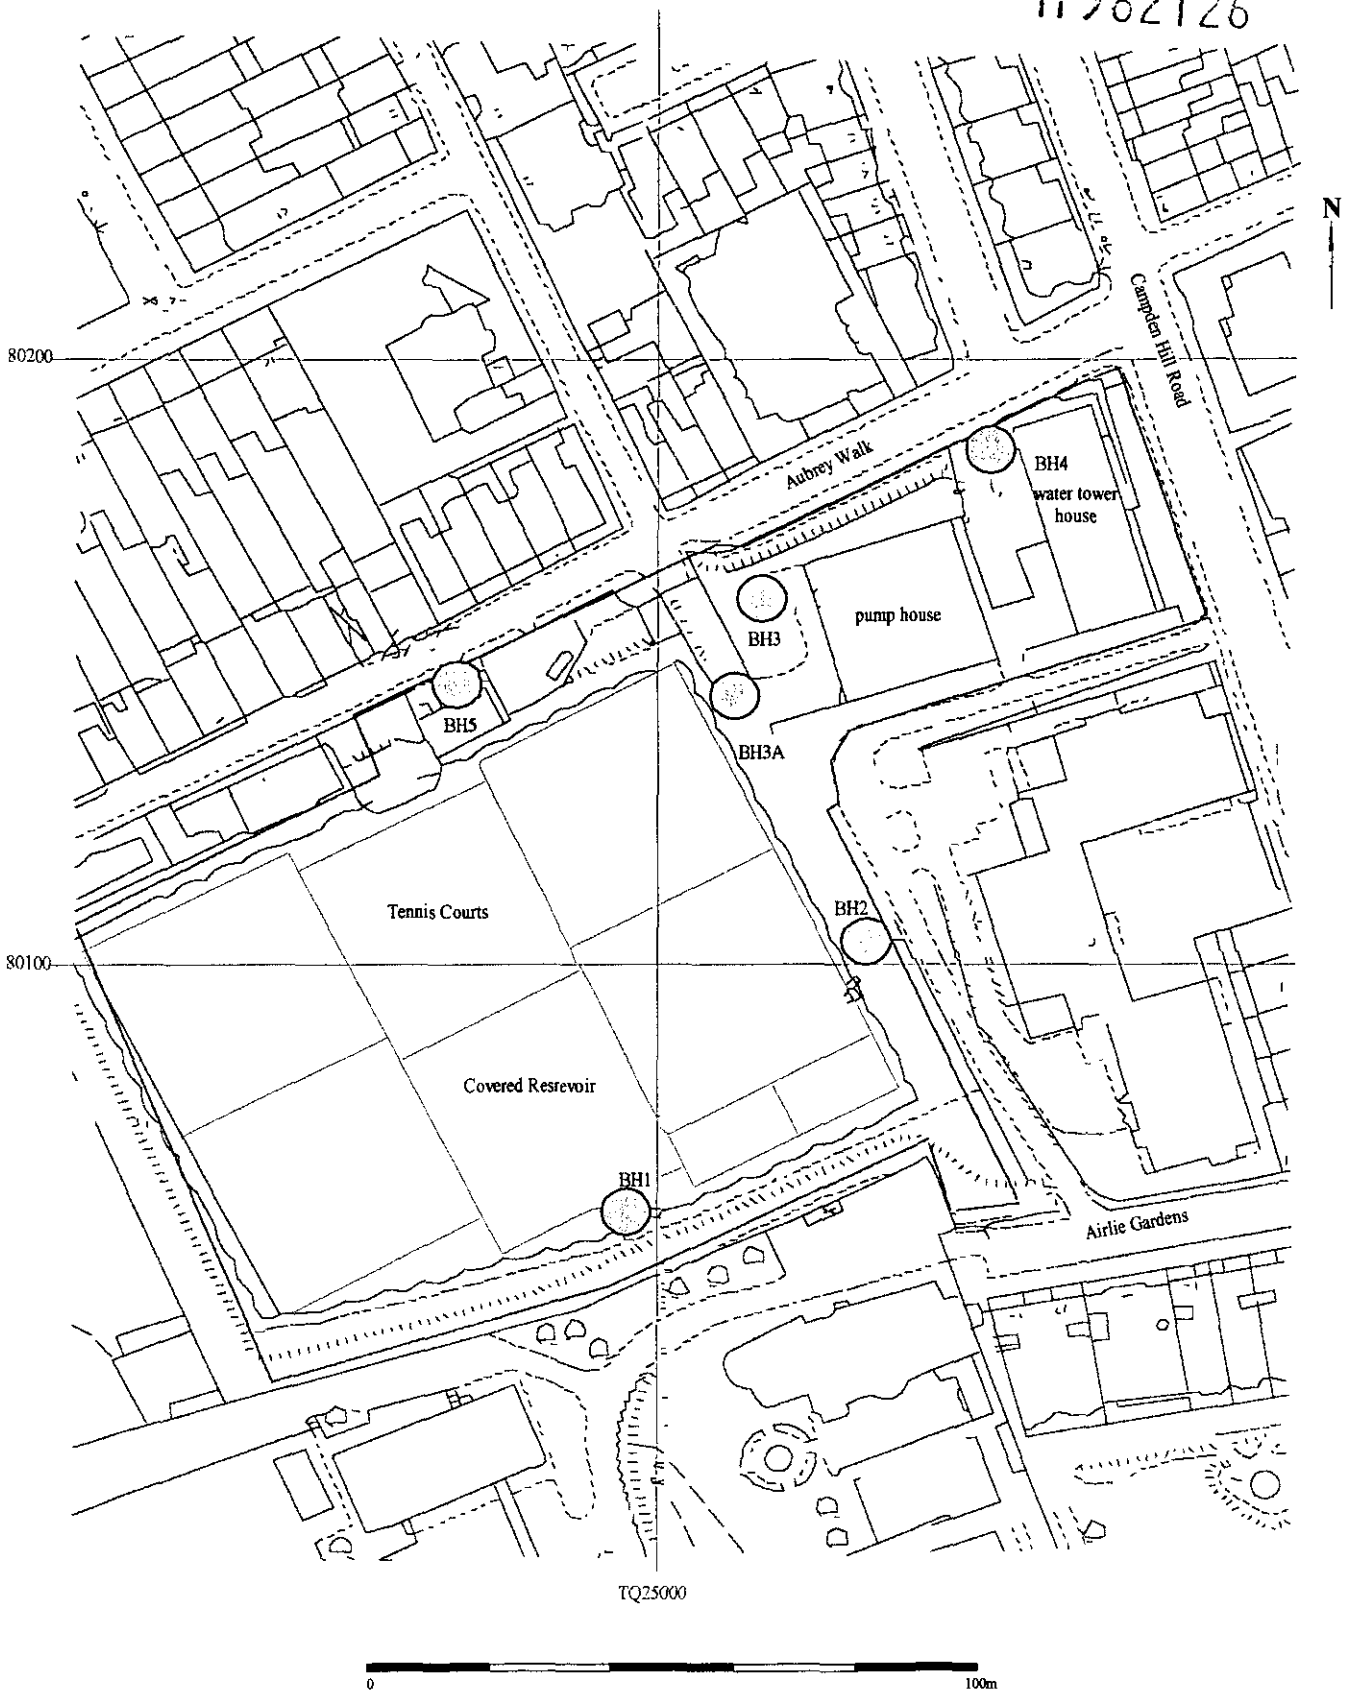 N
Campden Hill Road
80200
Aubrey Walk
BH4
water tower
house
pump house
BH3
BH5
BH3A
Tennis Courts
BH2
80100
Covered Resrevoir
BH1
Airlie Gardens
TQ25000
0
100m